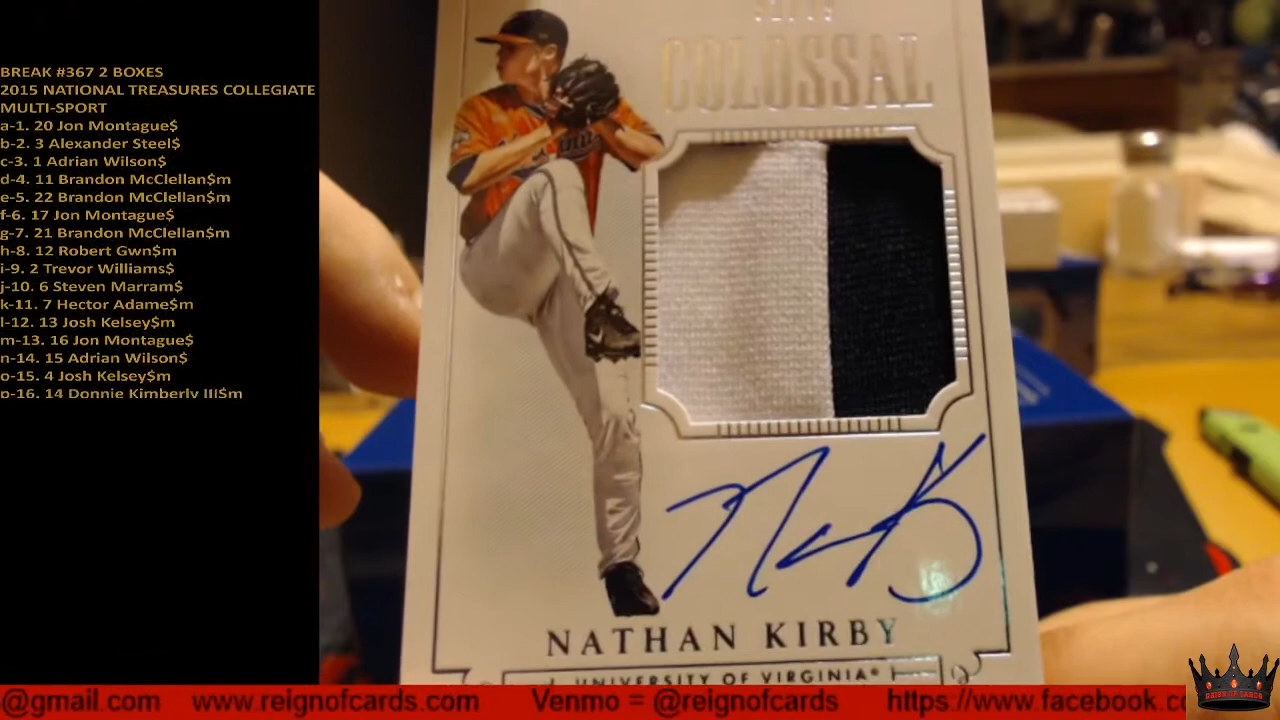 BREAK #367 2 BOXES
2015 NATIONAL TREASURES COLLEGIATE
MULTI-SPORT
a-1. 20 Jon Montague$
b-2. 3 Alexander Steel$
c-3. 1 Adrian Wilson$
d-4. 11 Brandon McClellan$m
e-5. 22 Brandon McClellan$m
f-6. 17 Jon Montague$
g-7. 21 Brandon McClellan$m
h-8. 12 Robert Gwn$m
i-9. 2 Trevor Williams$
j-10. 6 Steven Marram$
k-11. 7 Hector Adame$m
l-12. 13 Josh Kelsey$m
m-13. 16 Jon Montague$
n-14. 15 Adrian Wilson$
o-15. 4 Josh Kelsey$m
p-16. 14 Donnie Kimberly III$m
COLOSSAL
NATHAN KIRBY
UNIVERSITY OF VIRGINIA®
@gmail.com www.reignofcards.com Venmo = @reignofcards https://www.facebook.c
REIGN OF CARDS